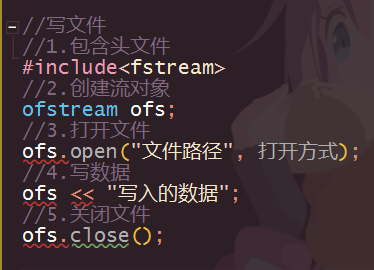 //写文件
//1.包含头文件
#include<fstream>
//2.创建流对象
ofstream ofs;
//3.打开文件
ofs.open("文件路径", 打开方式);
//4.写数据
ofs << "写入的数据";
//5.关闭文件
ofs.close();